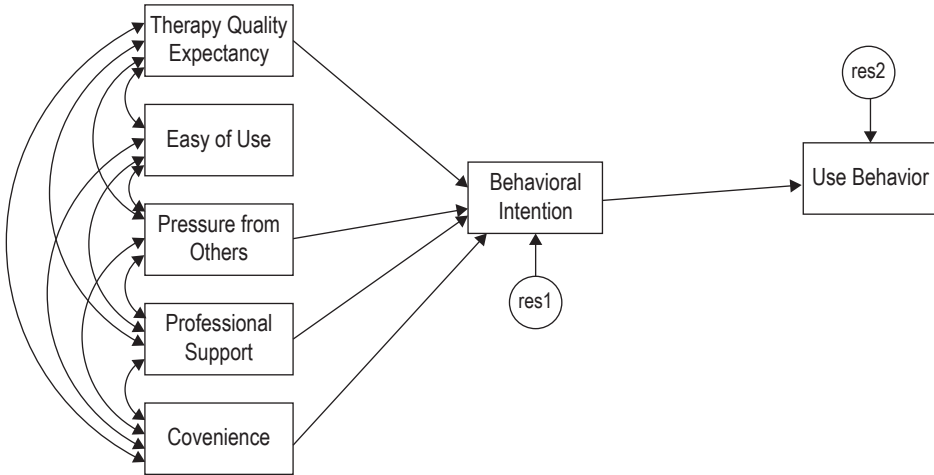 Therapy Quality
Expectancy
Easy of Use
Pressure from
Others
Professional
Support
Covenience
Behavioral
Intention
res1
res2
Use Behavior